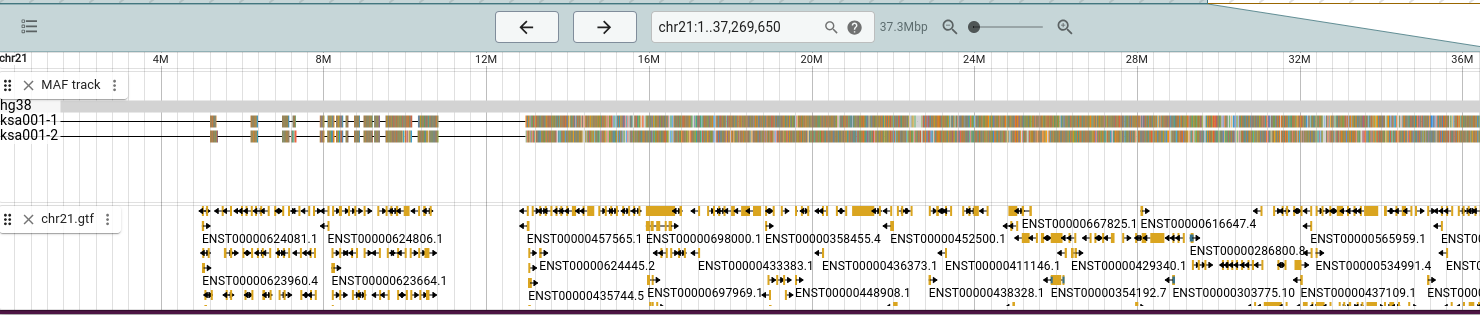 chr21:1..37,269,650 37.3Mbp
chr21 4M 8M 12M 16M 20M 24M 28M 32M 36M
MAF track
hg38
ksa001-1
ksa001-2
chr21.gtf
ENST00000667825.1 ENST00000616647.4
ENST00000624081.1 ENST00000624806.1 ENST00000457565.1 ENST00000698000.1 ENST00000358455.4 ENST00000452500.1 ENST00000565959.1 ENST0000
ENST00000286800.8
ENST00000624445.2 ENST00000433383.1 ENST00000436373.1 ENST00000411146.1 ENST00000429340.1 ENST00000534991.4 ENST0
ENST00000623960.4 ENST00000623664.1
ENST00000435744.5 ENST00000697969.1 ENST00000448908.1 ENST00000438328.1 ENST00000354192.7 ENST00000303775.10 ENST00000437109.1 ENST00000